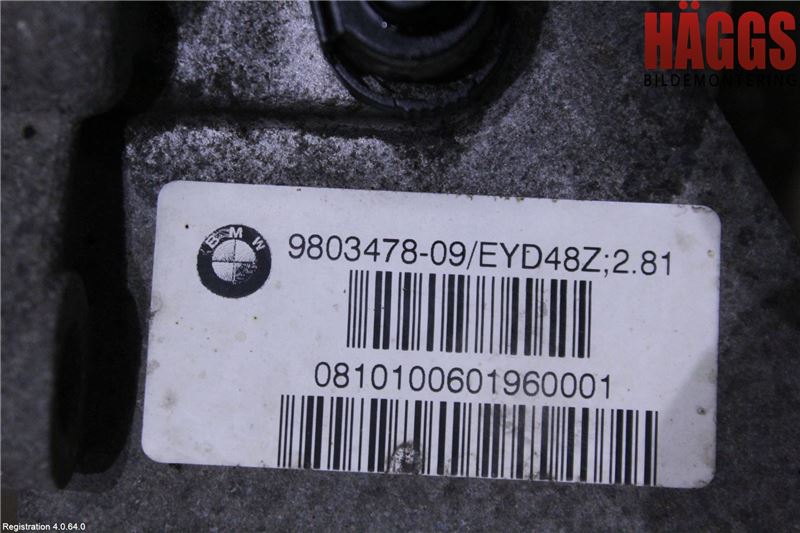 HÄGGS
BILDEMONTERING
BMW
9803478-09/EYD48Z;2.81
0810100601960001
Registration 4.0.64.0